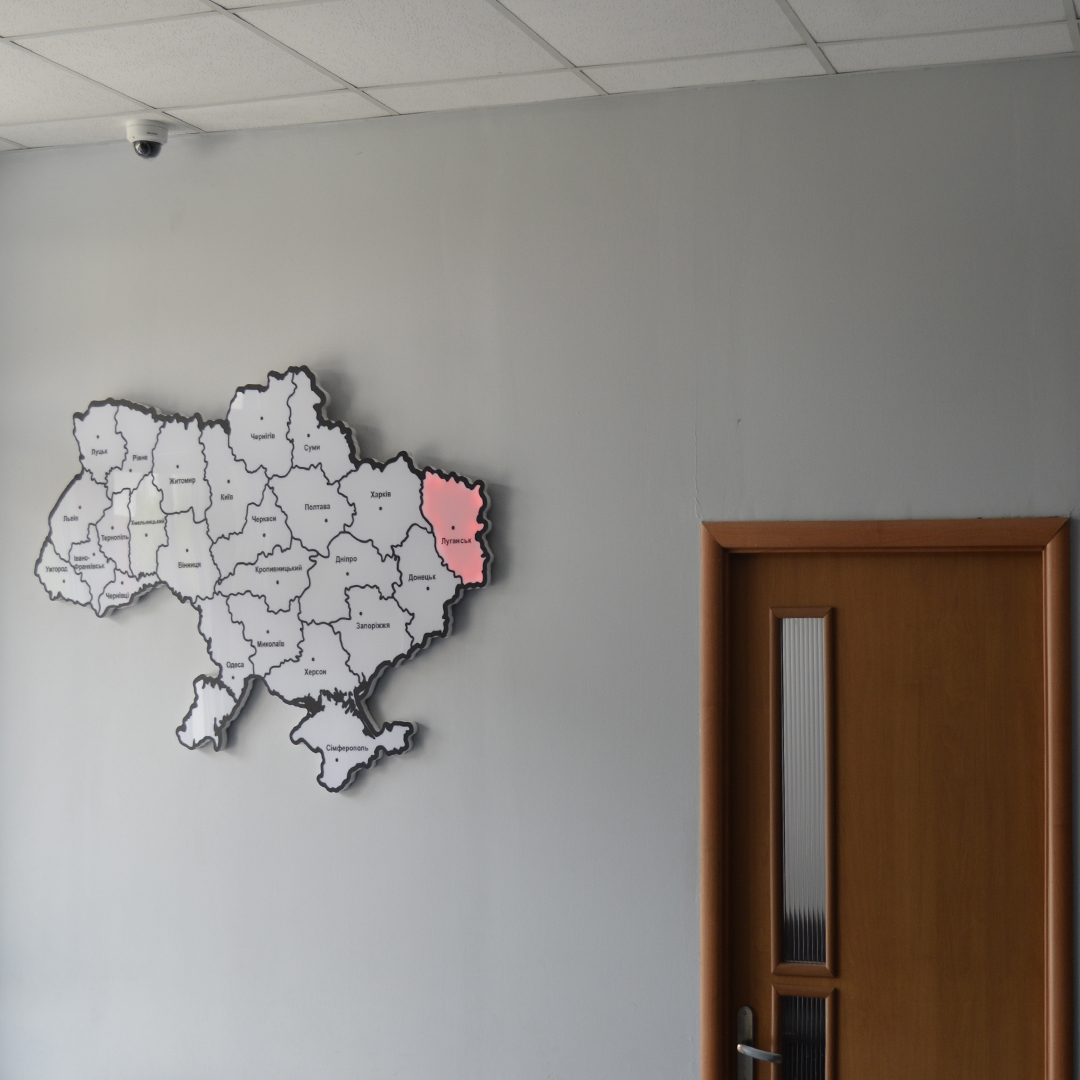 Чернігів
Суми
Луцьк
Рівне
Житомир
Київ
Харків
Полтава
Львів
Черкаси
Хмельницький
Тернопіль
Луганськ
Івано-
Франківськ
Ужгород
Вінниця
Кропивницький
Дніпро
Донецьк
Чернівці
Запоріжжя
Миколаїв
Одеса
Херсон
Сімферополь